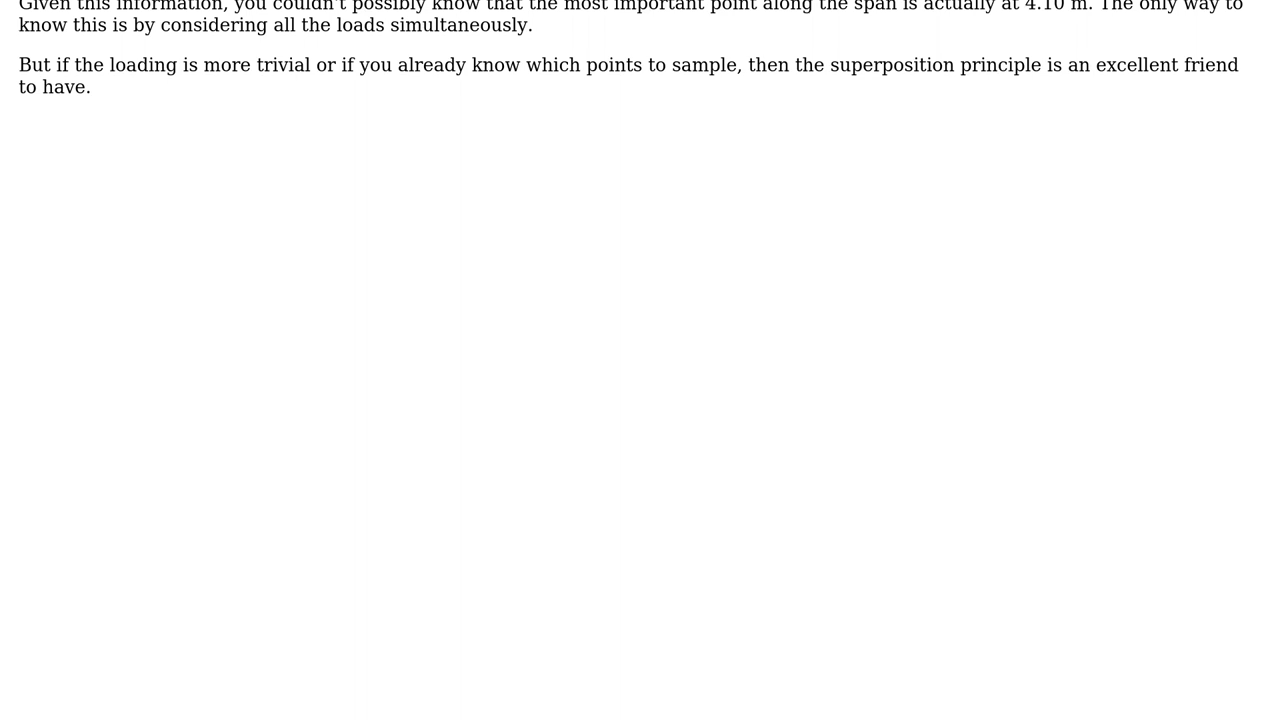 Given this information, you couldn't possibly know that the most important point along the span is actually at 4.10 m. The only way to
know this is by considering all the loads simultaneously.
But if the loading is more trivial or if you already know which points to sample, then the superposition principle is an excellent friend
to have.